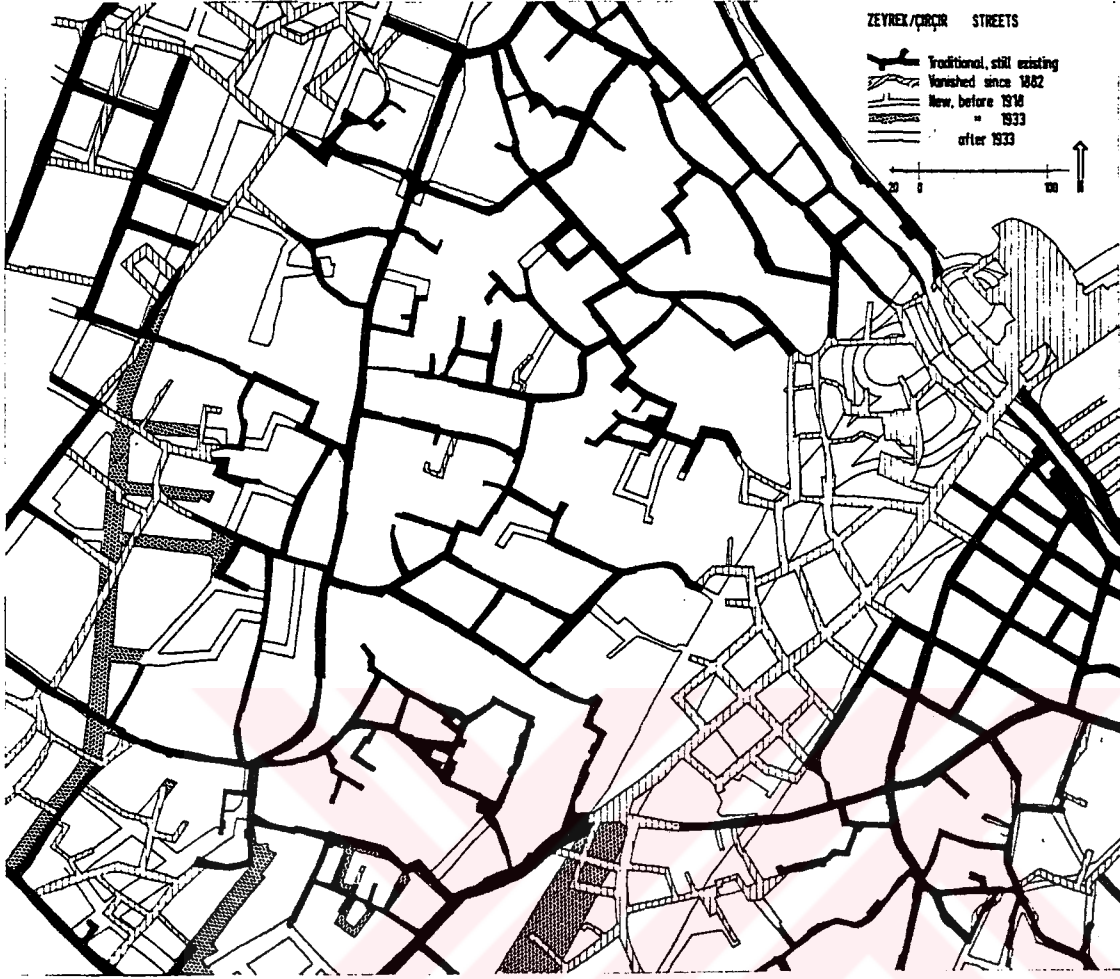 ZEYREK/ÇIRÇIR STREETS
Traditional, still existing
Vanished since 1882
New, before 1918
" 1933
after 1933
20 0 100